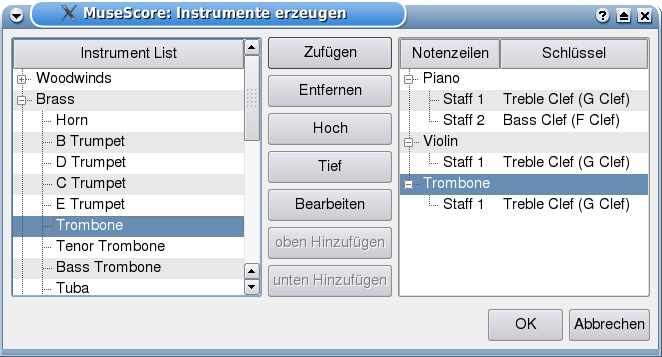 MuseScore: Instrumente erzeugen
Instrument List
Woodwinds
Brass
Horn
B Trumpet
D Trumpet
C Trumpet
E Trumpet
Trombone
Tenor Trombone
Bass Trombone
Tuba
Zufügen
Entfernen
Hoch
Tief
Bearbeiten
oben Hinzufügen
unten Hinzufügen
Notenzeilen Schlüssel
Piano
Staff 1 Treble Clef (G Clef)
Staff 2 Bass Clef (F Clef)
Violin
Staff 1 Treble Clef (G Clef)
Trombone
Staff 1 Treble Clef (G Clef)
OK Abbrechen